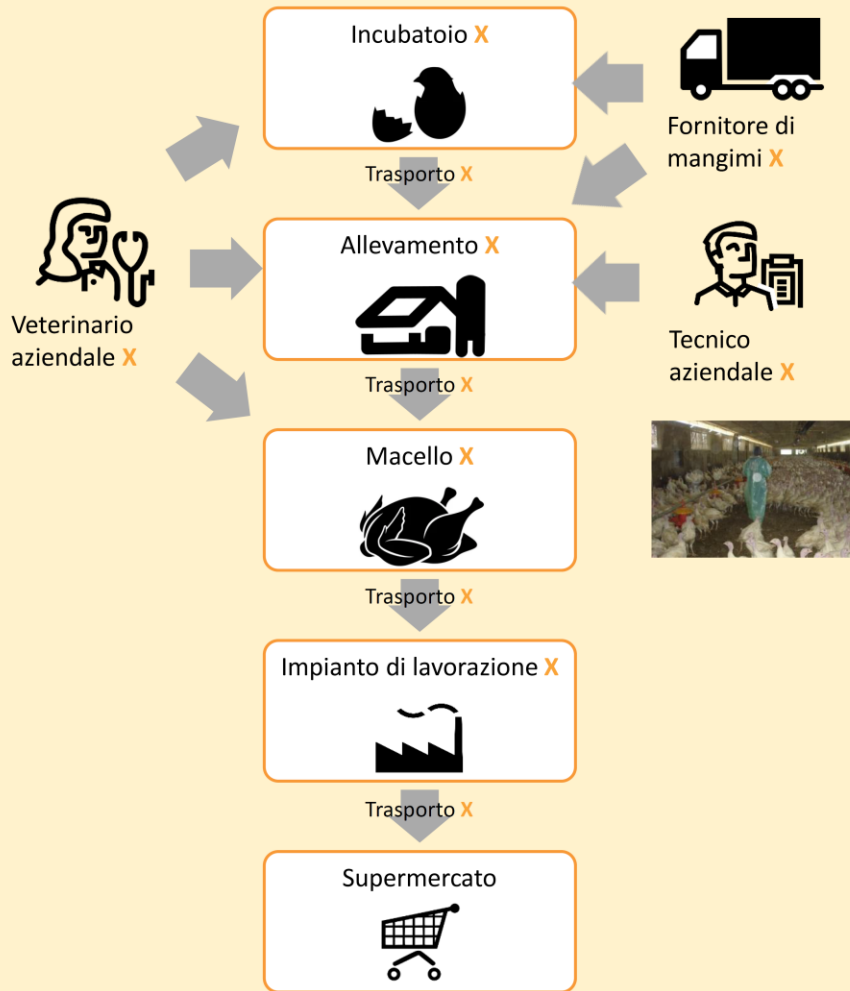 Incubatoio X
Fornitore di
mangimi X
Trasporto X
Allevamento X
Veterinario
aziendale X
Tecnico
aziendale X
Trasporto X
Macello X
Trasporto X
Impianto di lavorazione X
Trasporto X
Supermercato